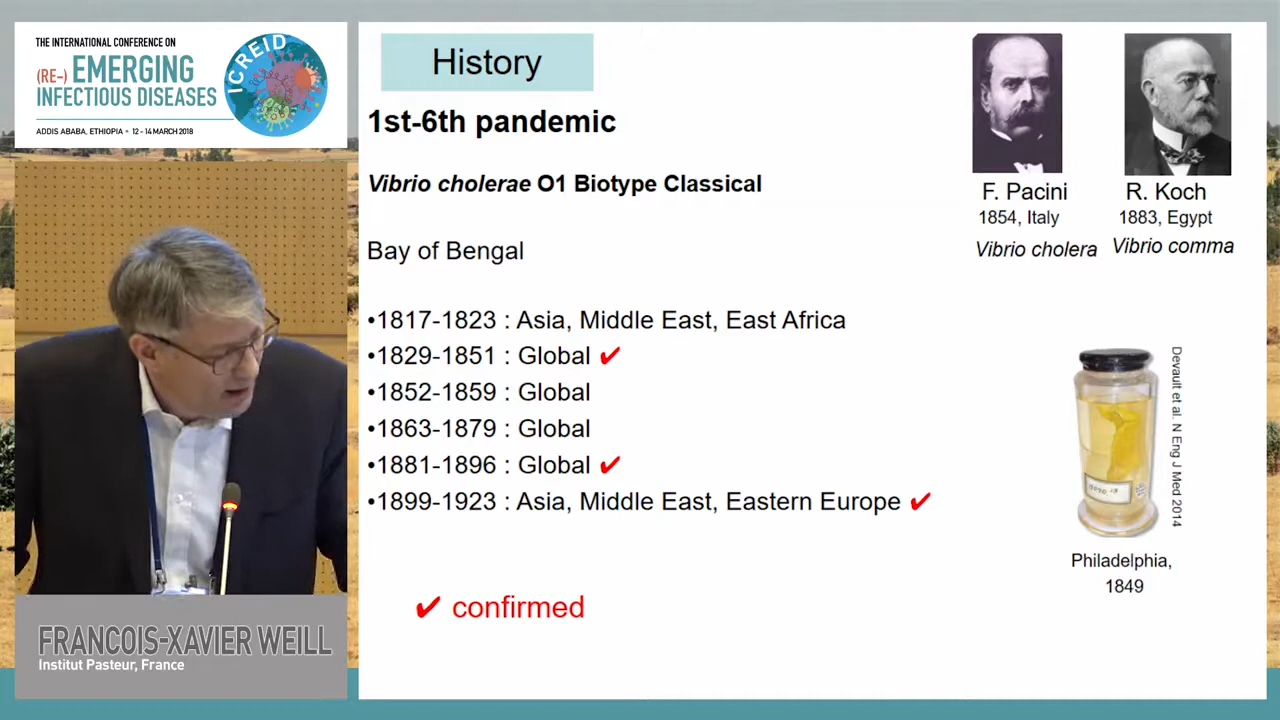 THE INTERNATIONAL CONFERENCE ON
(RE-) EMERGING
INFECTIOUS DISEASES
ICREID
ADDIS ABABA, ETHIOPIA • 12 - 14 MARCH 2018
History
1st-6th pandemic
Vibrio cholerae O1 Biotype Classical
Bay of Bengal
•1817-1823 : Asia, Middle East, East Africa
•1829-1851 : Global ✔
•1852-1859 : Global
•1863-1879 : Global
•1881-1896 : Global ✔
•1899-1923 : Asia, Middle East, Eastern Europe ✔
✔ confirmed
F. Pacini
1854, Italy
Vibrio cholera
R. Koch
1883, Egypt
Vibrio comma
Devault et al. N Eng J Med 2014
Philadelphia,
1849
FRANCOIS-XAVIER WEILL
Institut Pasteur, France